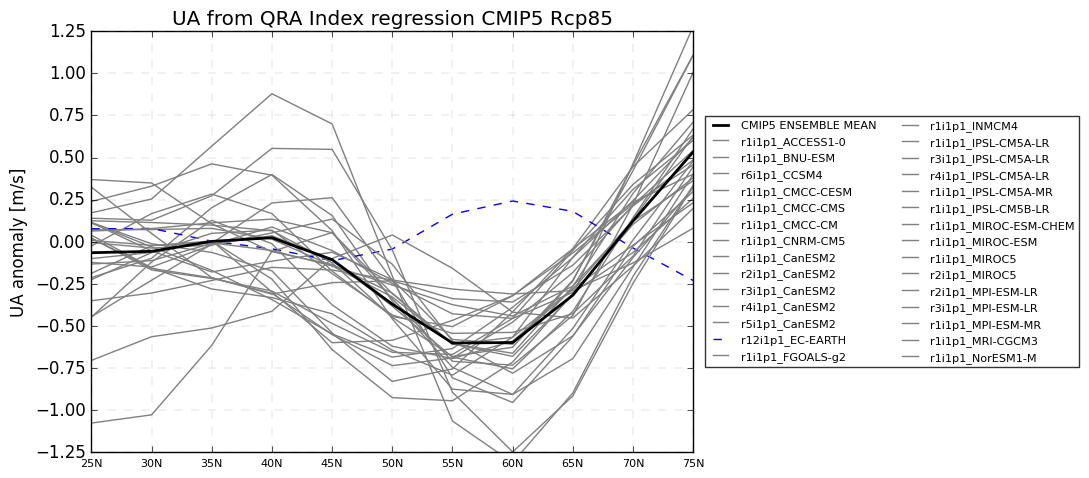 UA from QRA Index regression CMIP5 Rcp85
UA anomaly [m/s]
1.25
1.00
0.75
0.50
0.25
0.00
−0.25
−0.50
−0.75
−1.00
−1.25
25N 30N 35N 40N 45N 50N 55N 60N 65N 70N 75N
CMIP5 ENSEMBLE MEAN
r1i1p1_ACCESS1-0
r1i1p1_BNU-ESM
r6i1p1_CCSM4
r1i1p1_CMCC-CESM
r1i1p1_CMCC-CMS
r1i1p1_CMCC-CM
r1i1p1_CNRM-CM5
r1i1p1_CanESM2
r2i1p1_CanESM2
r3i1p1_CanESM2
r4i1p1_CanESM2
r5i1p1_CanESM2
r12i1p1_EC-EARTH
r1i1p1_FGOALS-g2
r1i1p1_INMCM4
r1i1p1_IPSL-CM5A-LR
r3i1p1_IPSL-CM5A-LR
r4i1p1_IPSL-CM5A-LR
r1i1p1_IPSL-CM5A-MR
r1i1p1_IPSL-CM5B-LR
r1i1p1_MIROC-ESM-CHEM
r1i1p1_MIROC-ESM
r1i1p1_MIROC5
r2i1p1_MIROC5
r2i1p1_MPI-ESM-LR
r3i1p1_MPI-ESM-LR
r1i1p1_MPI-ESM-MR
r1i1p1_MRI-CGCM3
r1i1p1_NorESM1-M